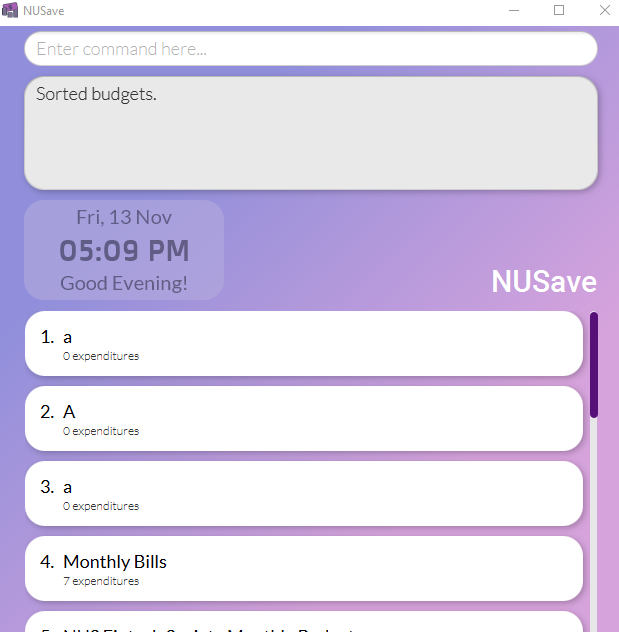 NUSave
Enter command here...
Sorted budgets.
Fri, 13 Nov
05:09 PM
Good Evening!
NUSave
1. a
0 expenditures
2. A
0 expenditures
3. a
0 expenditures
4. Monthly Bills
7 expenditures